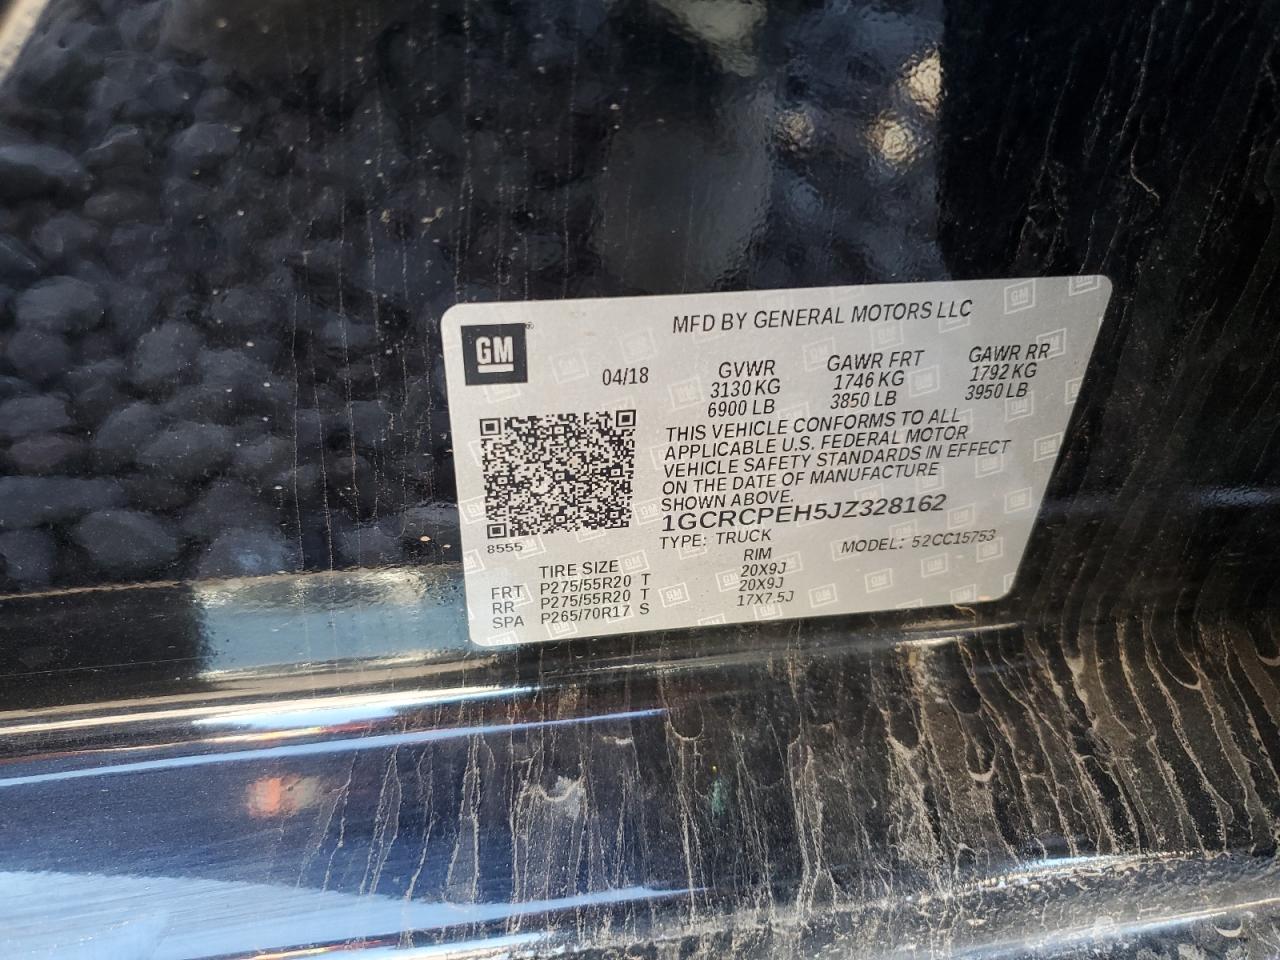 GM
MFD BY GENERAL MOTORS LLC
04/18
GVWR GAWR FRT GAWR RR
3130 KG 1746 KG 1792 KG
6900 LB 3850 LB 3950 LB
THIS VEHICLE CONFORMS TO ALL
APPLICABLE U.S. FEDERAL MOTOR
VEHICLE SAFETY STANDARDS IN EFFECT
ON THE DATE OF MANUFACTURE
SHOWN ABOVE.
1GCRCPEH5JZ328162
TYPE: TRUCK MODEL: 52CC15753
8555
TIRE SIZE RIM
FRT P275/55R20 T 20X9J
RR P275/55R20 T 20X9J
SPA P265/70R17 S 17X7.5J